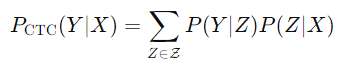 P_CTC(Y|X) = ∑_{Z∈𝒵} P(Y|Z)P(Z|X)